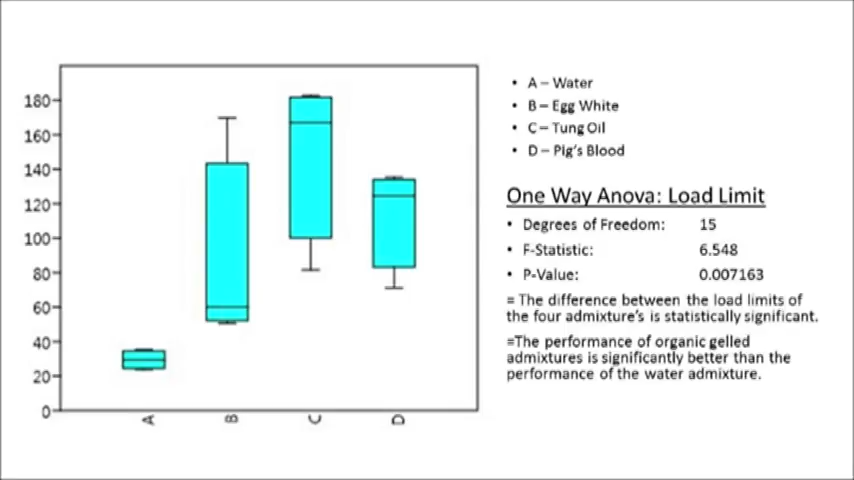 180
160
140
120
100
80
60
40
20
0
A
B
C
D
• A – Water
• B – Egg White
• C – Tung Oil
• D – Pig's Blood
One Way Anova: Load Limit
• Degrees of Freedom: 15
• F-Statistic: 6.548
• P-Value: 0.007163
= The difference between the load limits of
the four admixture's is statistically significant.
=The performance of organic gelled
admixtures is significantly better than the
performance of the water admixture.